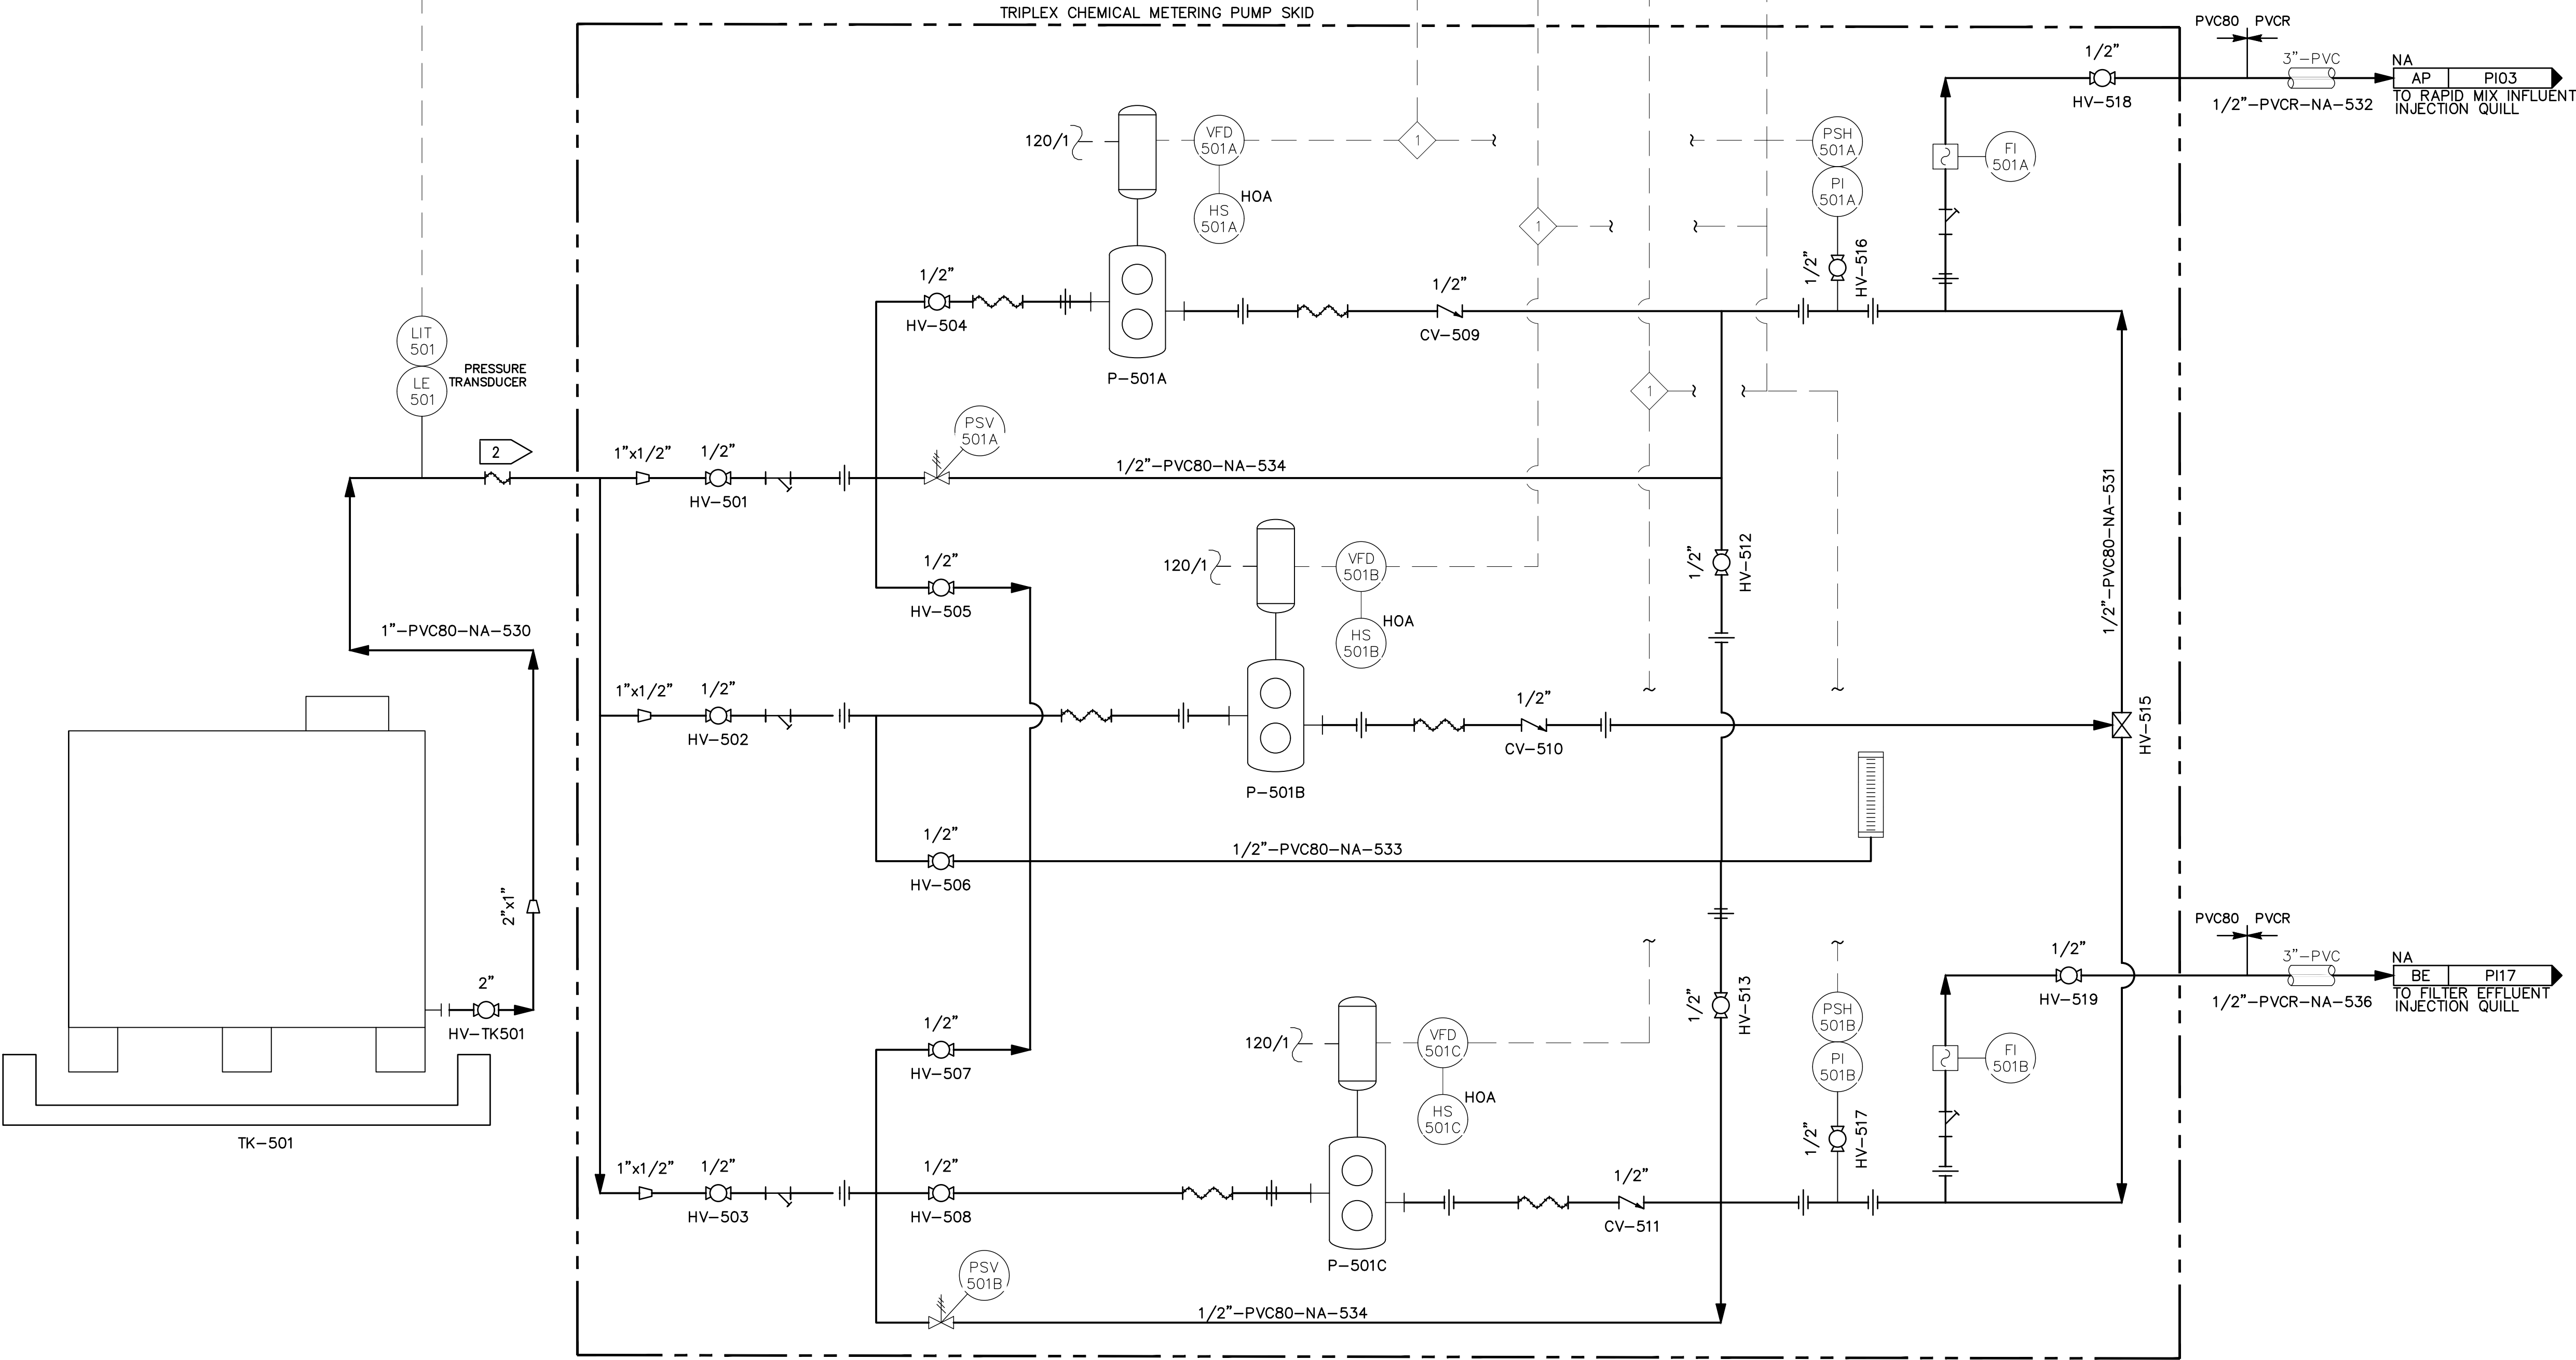 TRIPLEX CHEMICAL METERING PUMP SKID
PVC80 PVCR
1/2”
3”-PVC
NA
AP PI03
HV-518
1/2”-PVCR-NA-532
TO RAPID MIX INFLUENT
INJECTION QUILL
120/1
VFD
501A
1
PSH
501A
FI
501A
HOA
HS
501A
PI
501A
1
1/2”
HV-516
1/2”
HV-504
1/2”
CV-509
P-501A
LIT
501
LE
501
PRESSURE
TRANSDUCER
1
PSV
501A
2
1”x1/2”
1/2”
HV-501
1/2”-PVC80-NA-534
1/2”-PVC80-NA-531
1/2”
HV-505
120/1
VFD
501B
HOA
HS
501B
1/2”
HV-512
1”-PVC80-NA-530
1”x1/2”
1/2”
HV-502
1/2”
CV-510
HV-515
P-501B
1/2”
HV-506
1/2”-PVC80-NA-533
2”x1”
PVC80 PVCR
1/2”
3”-PVC
NA
BE PI17
HV-519
1/2”-PVCR-NA-536
TO FILTER EFFLUENT
INJECTION QUILL
2”
HV-TK501
1/2”
HV-507
120/1
VFD
501C
HOA
HS
501C
1/2”
HV-513
PSH
501B
PI
501B
FI
501B
1/2”
HV-517
TK-501
1”x1/2”
1/2”
HV-503
1/2”
HV-508
1/2”
CV-511
P-501C
PSV
501B
1/2”-PVC80-NA-534